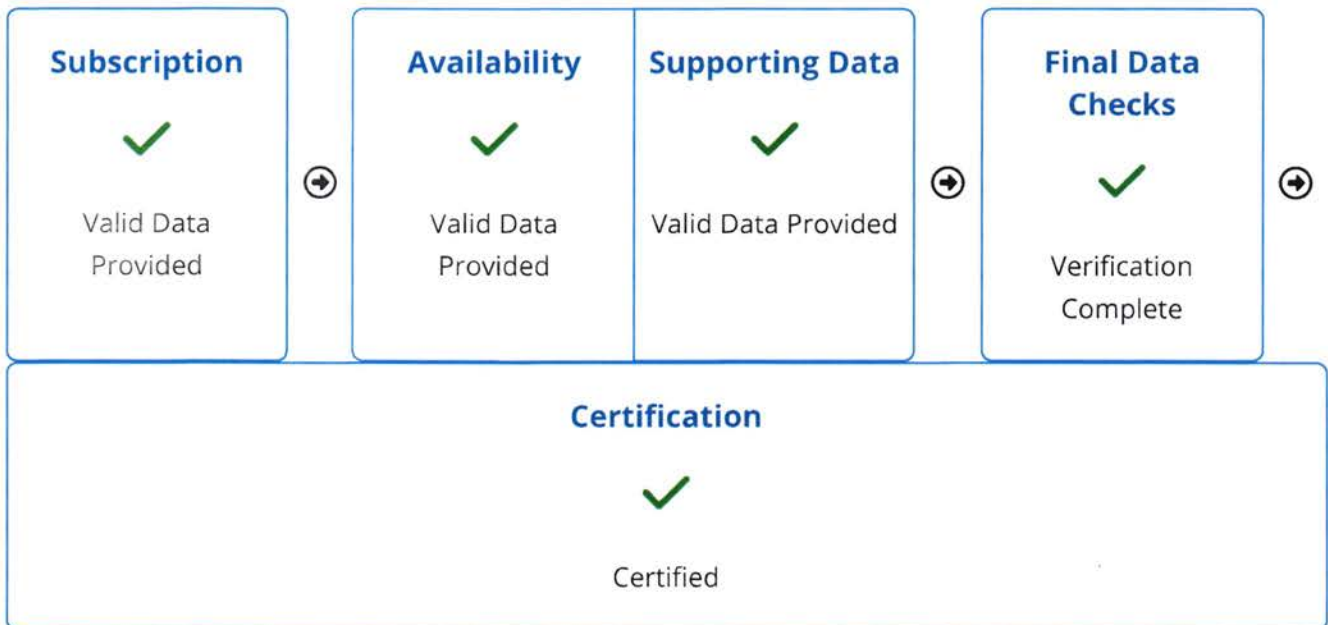 Subscription
Valid Data
Provided
Availability
Valid Data
Provided
Supporting Data
Valid Data Provided
Final Data
Checks
Verification
Complete
Certification
Certified